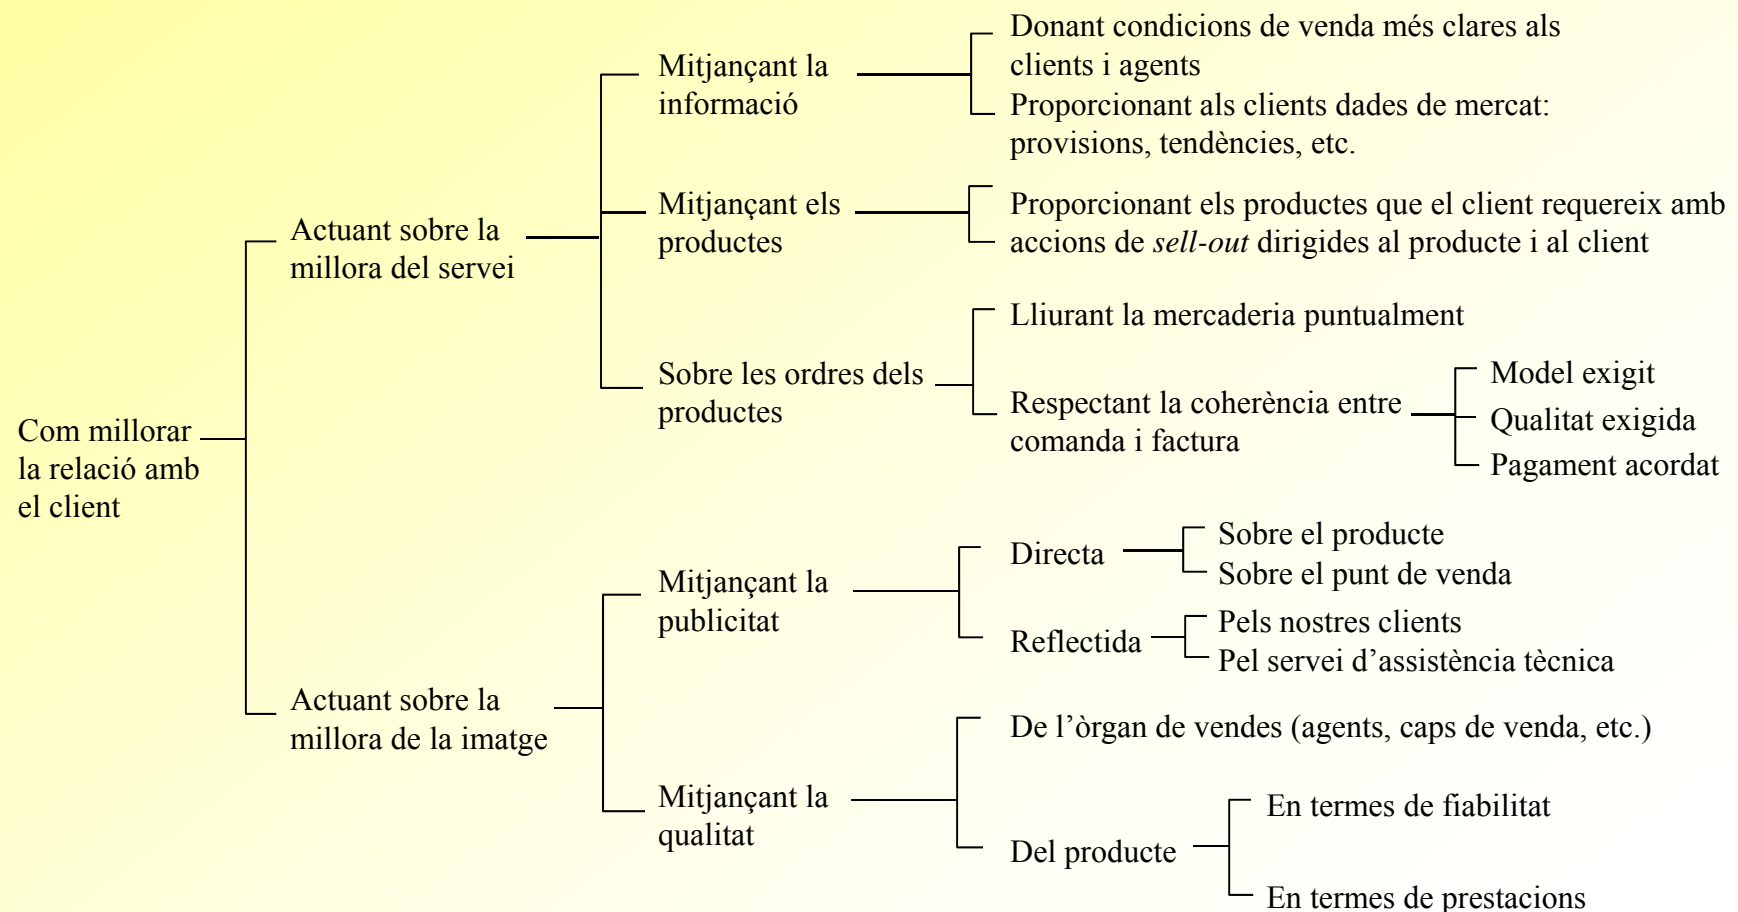 Com millorar
la relació amb
el client
Actuant sobre la
millora del servei
Mitjançant la
informació
Donant condicions de venda més clares als
clients i agents
Proporcionant als clients dades de mercat:
provisions, tendències, etc.
Mitjançant els
productes
Proporcionant els productes que el client requereix amb
accions de sell-out dirigides al producte i al client
Sobre les ordres dels
productes
Lliurant la mercaderia puntualment
Respectant la coherència entre
comanda i factura
Model exigit
Qualitat exigida
Pagament acordat
Actuant sobre la
millora de la imatge
Mitjançant la
publicitat
Directa
Sobre el producte
Sobre el punt de venda
Reflectida
Pels nostres clients
Pel servei d’assistència tècnica
Mitjançant la
qualitat
De l’òrgan de vendes (agents, caps de venda, etc.)
Del producte
En termes de fiabilitat
En termes de prestacions